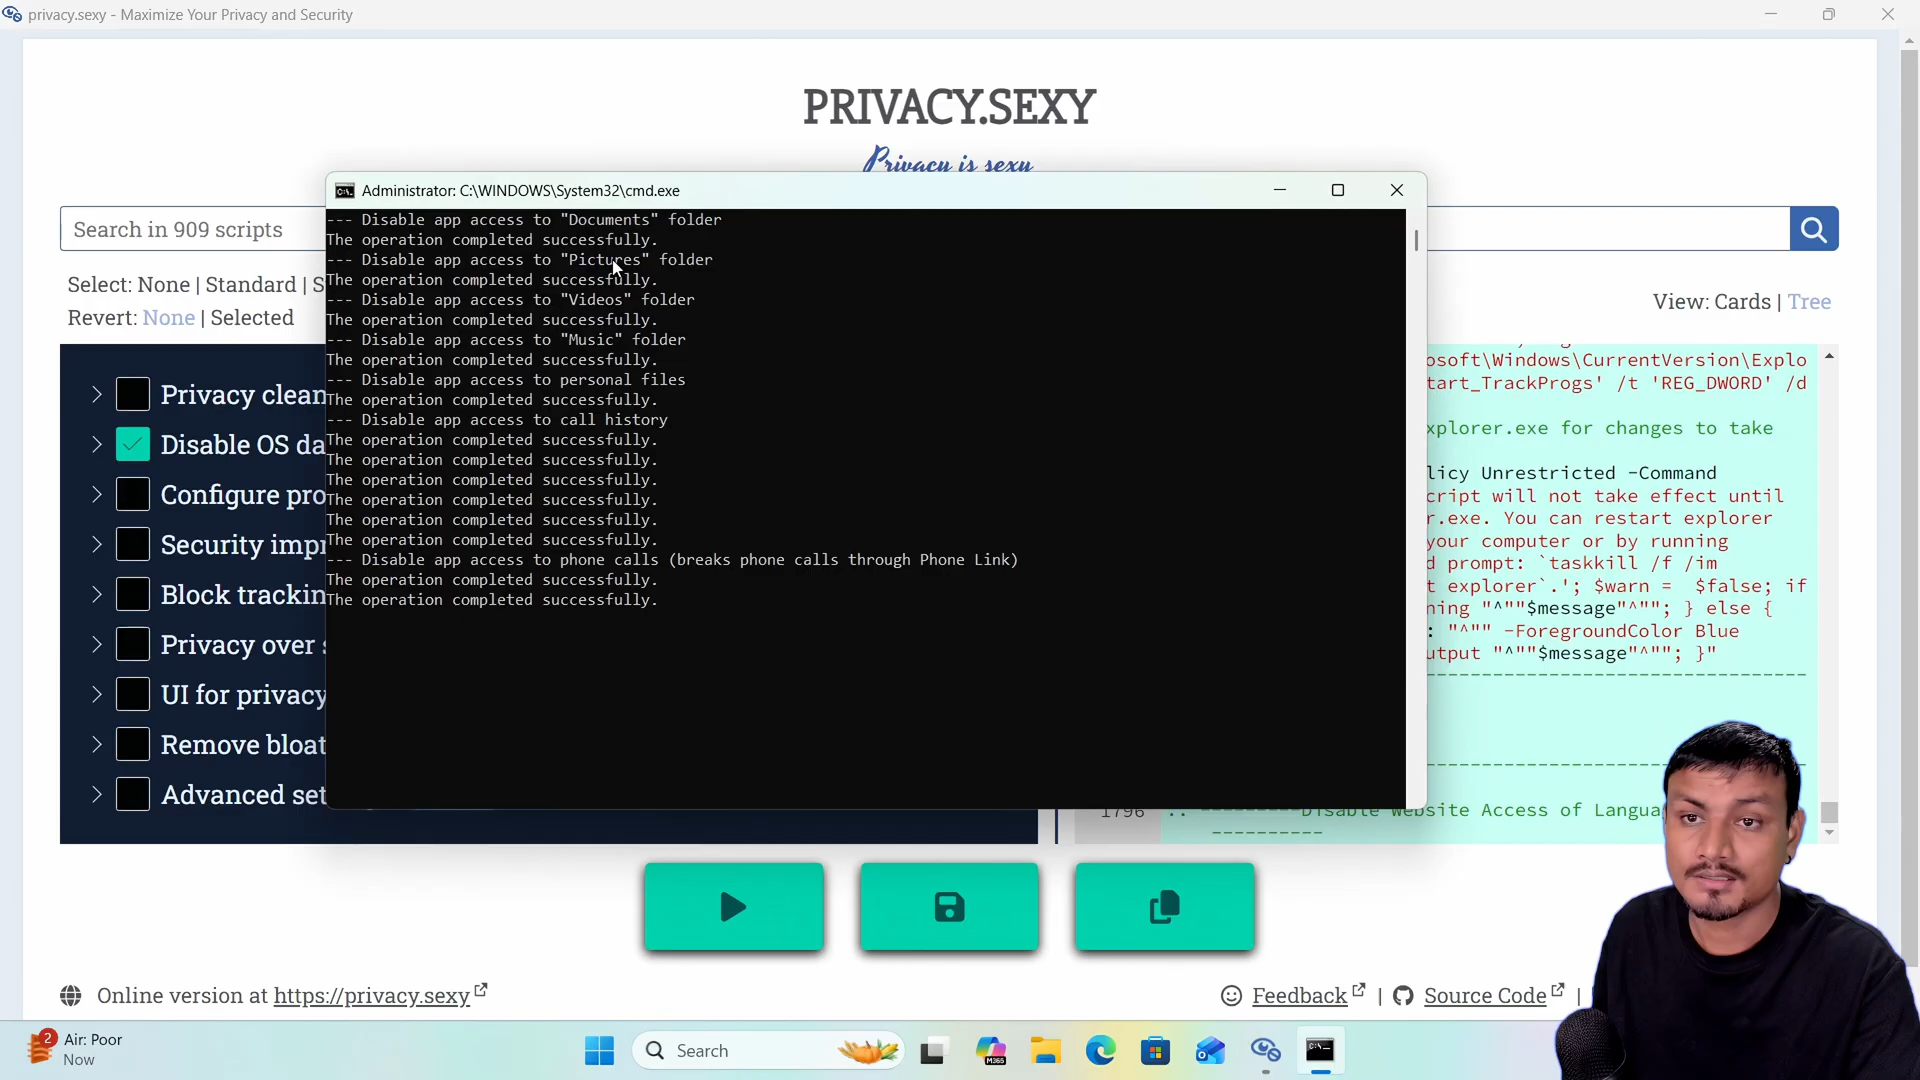 privacy.sexy - Maximize Your Privacy and Security
PRIVACY.SEXY
Privacy is sexy
Administrator: C:\WINDOWS\System32\cmd.exe
--- Disable app access to "Documents" folder
The operation completed successfully.
--- Disable app access to "Pictures" folder
The operation completed successfully.
--- Disable app access to "Videos" folder
The operation completed successfully.
--- Disable app access to "Music" folder
The operation completed successfully.
--- Disable app access to personal files
The operation completed successfully.
--- Disable app access to call history
The operation completed successfully.
The operation completed successfully.
The operation completed successfully.
The operation completed successfully.
The operation completed successfully.
The operation completed successfully.
--- Disable app access to phone calls (breaks phone calls through Phone Link)
The operation completed successfully.
The operation completed successfully.
Search in 909 scripts
Select: None | Standard | S
Revert: None | Selected
View: Cards | Tree
Privacy clean
Disable OS da
Configure pro
Security impr
Block trackin
Privacy over s
UI for privacy
Remove bloat
Advanced set
osoft\Windows\CurrentVersion\Explo
tart_TrackProgs' /t 'REG_DWORD' /d
xplorer.exe for changes to take
licy Unrestricted -Command
cript will not take effect until
r.exe. You can restart explorer
your computer or by running
d prompt: `taskkill /f /im
t explorer`.'; $warn = $false; if
ning "^""$message"^""; } else {
: "^"" -ForegroundColor Blue
utput "^""$message"^""; }"
1796 :: ----------Disable Website Access of Langua
----------
Online version at https://privacy.sexy
Feedback | Source Code |
2
Air: Poor
Now
Search
M365